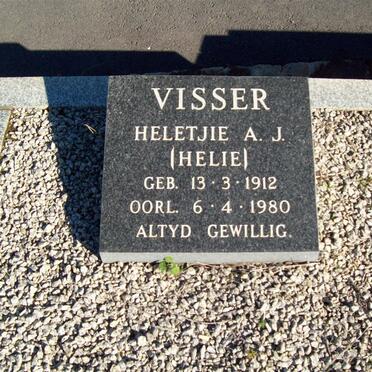 VISSER
HELETJIE A. J.
(HELIE)
GEB. 13·3·1912
OORL. 6·4·1980
ALTYD GEWILLIG.